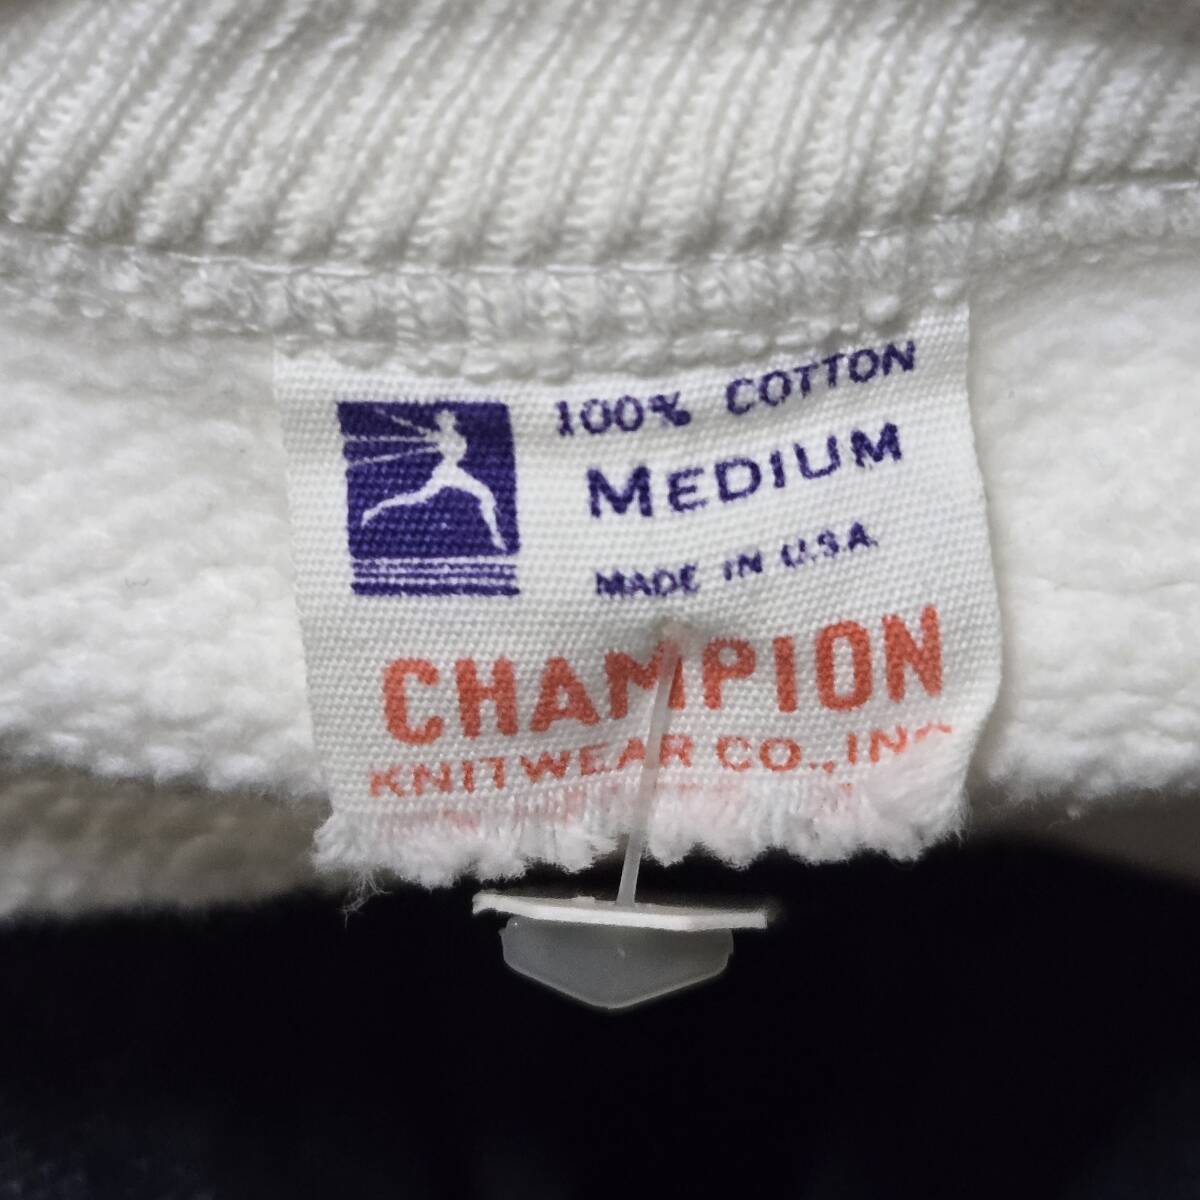 100% COTTON
MEDIUM
MADE IN U.S.A.
CHAMPION
KNITWEAR CO., INC